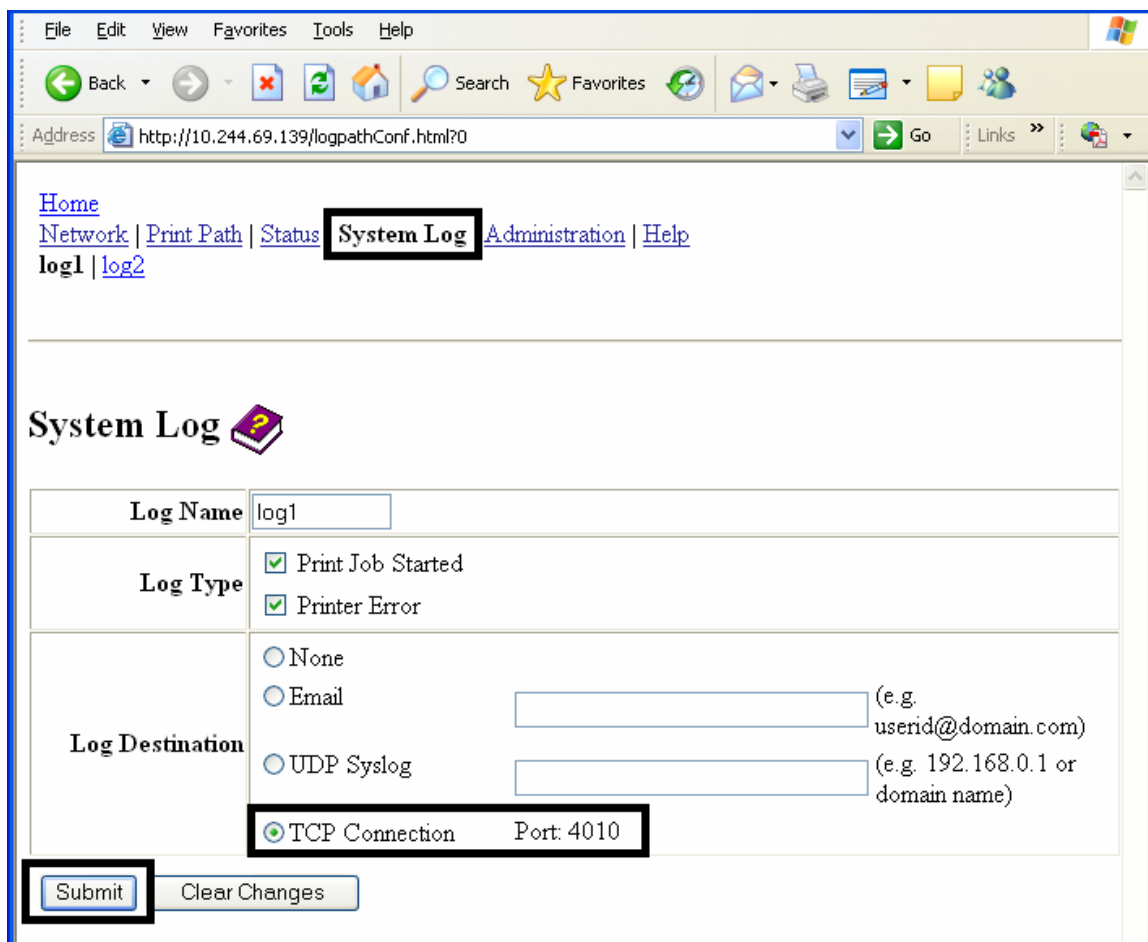 File Edit View Favorites Tools Help
Back Search Favorites
Address http://10.244.69.139/logpathConf.html?0 Go Links »
Home
Network | Print Path | Status System Log Administration | Help
log1 | log2
System Log ?
Log Name log1
Log Type
Print Job Started
Printer Error
Log Destination
None
Email (e.g.
userid@domain.com)
UDP Syslog (e.g. 192.168.0.1 or
domain name)
TCP Connection Port: 4010
Submit Clear Changes